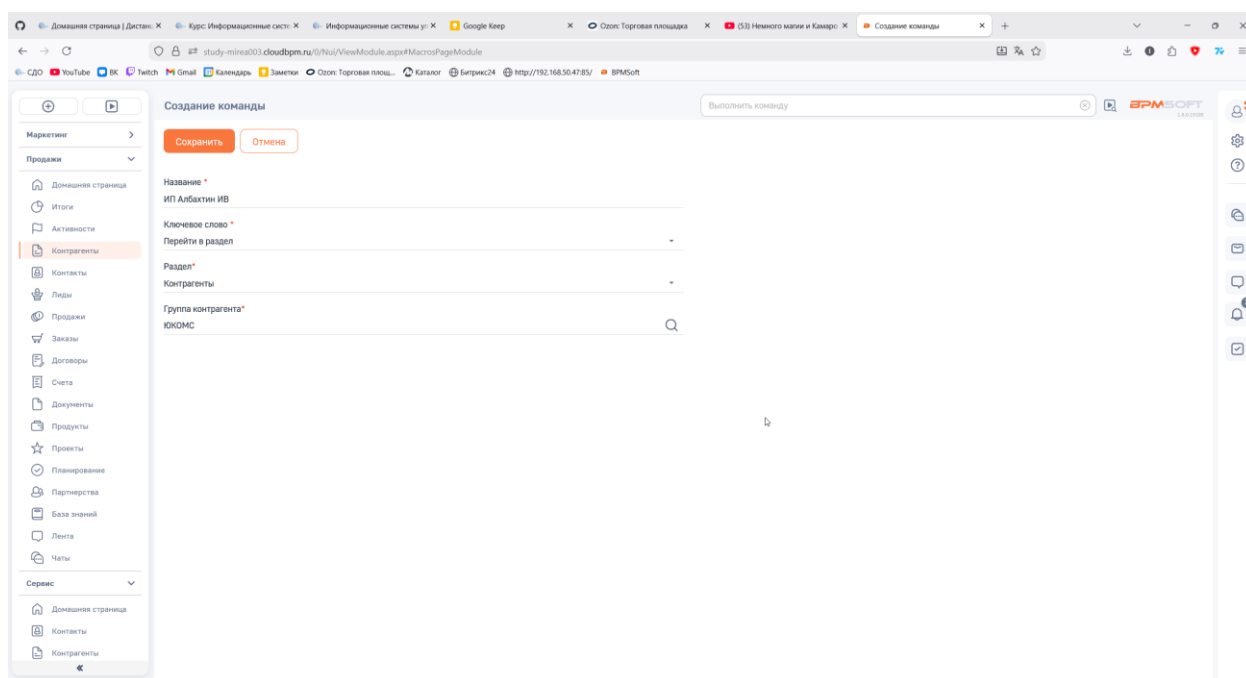 Домашняя страница | Дистанц
Курс: Информационные систе
Информационные системы уп
Google Keep
Ozon: Торговая площадка
(53) Немного магии и Камаро
Создание команды
study-mirea003.cloudbpm.ru/0/Nui/ViewModule.aspx#MacrosPageModule
СДО YouTube ВК Twitch Gmail Календарь Заметки Ozon: Торговая площ... Каталог Битрикс24 http://192.168.50.47:85/ BPMSoft
Создание команды
Выполнить команду
BPMSOFT
Сохранить Отмена
Название *
ИП Албахтин ИВ
Ключевое слово *
Перейти в раздел
Раздел*
Контрагенты
Группа контрагента*
ЮКОМС
Маркетинг
Продажи
Домашняя страница
Итоги
Активности
Контрагенты
Контакты
Лиды
Продажи
Заказы
Договоры
Счета
Документы
Продукты
Проекты
Планирование
Партнерства
База знаний
Лента
Чаты
Сервис
Домашняя страница
Контакты
Контрагенты